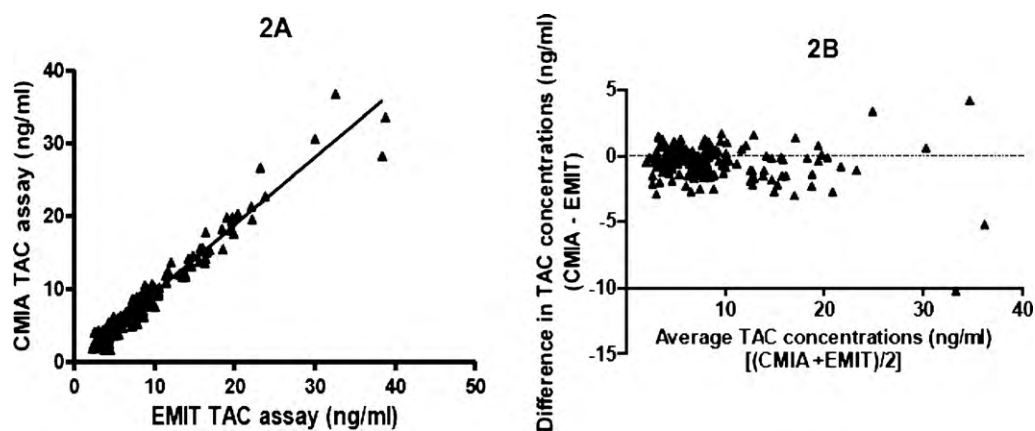 2A
CMIA TAC assay (ng/ml)
40
30
20
10
0
0 10 20 30 40 50
EMIT TAC assay (ng/ml)
2B
Difference in TAC concentrations (ng/ml)
(CMIA - EMIT)
5
0
-5
-10
-15
10 20 30 40
Average TAC concentrations (ng/ml)
[(CMIA+EMIT)/2]